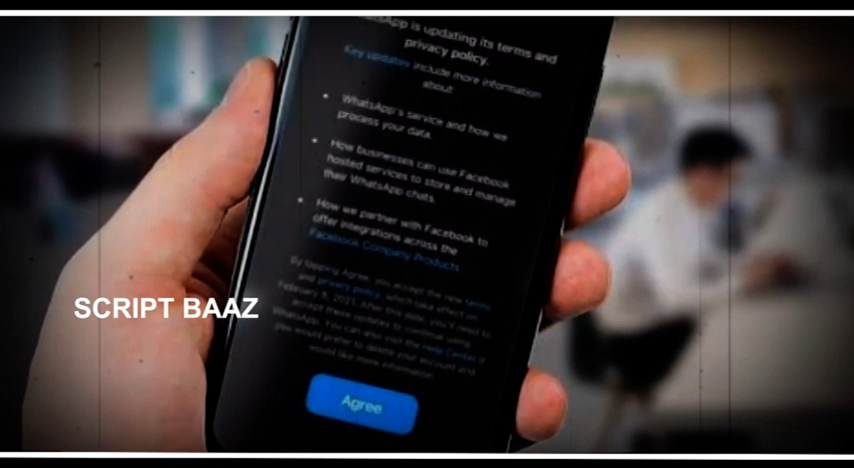 WhatsApp is updating its terms and
privacy policy.
Key updates include more information
about:
• WhatsApp's service and how we
process your data.
• How businesses can use Facebook
hosted services to store and manage
their WhatsApp chats.
• How we partner with Facebook to
offer integrations across the
Facebook Company Products.
By tapping Agree, you accept the new terms
and privacy policy, which take effect on
February 8, 2021. After this date, you'll need to
accept these updates to continue using
WhatsApp. You can also visit the Help Center if
you would prefer to delete your account and
would like more information.
SCRIPT BAAZ
Agree